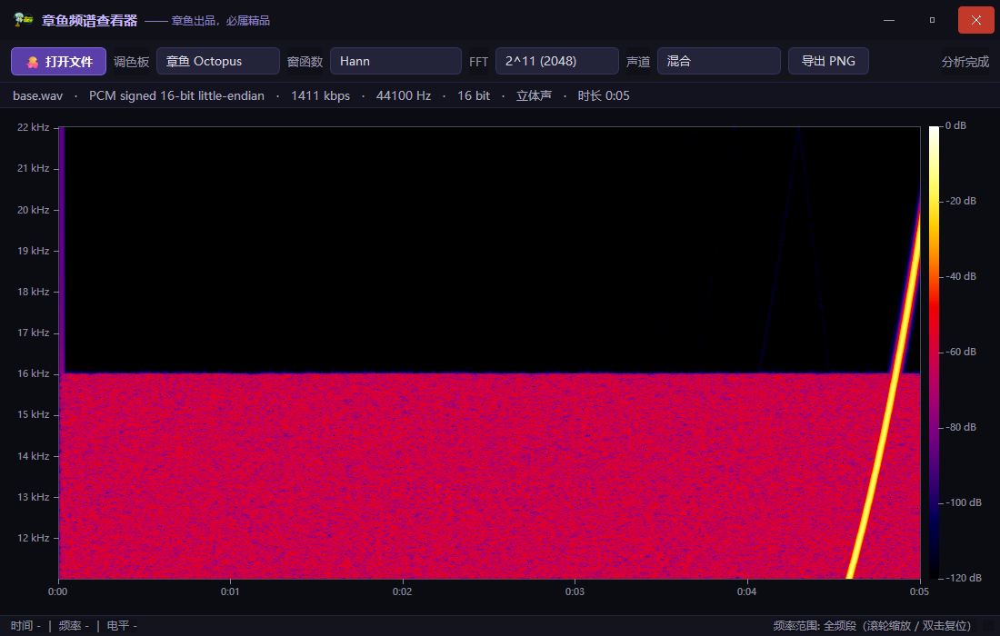 章鱼频谱查看器 —— 章鱼出品，必属精品
打开文件 调色板 章鱼 Octopus 窗函数 Hann FFT 2^11 (2048) 声道 混合 导出 PNG 分析完成
base.wav · PCM signed 16-bit little-endian · 1411 kbps · 44100 Hz · 16 bit · 立体声 · 时长 0:05
22 kHz
21 kHz
20 kHz
19 kHz
18 kHz
17 kHz
16 kHz
15 kHz
14 kHz
13 kHz
12 kHz
0 dB
-20 dB
-40 dB
-60 dB
-80 dB
-100 dB
-120 dB
0:00 0:01 0:02 0:03 0:04 0:05
时间 - | 频率 - | 电平 - 频率范围: 全频段（滚轮缩放 / 双击复位）